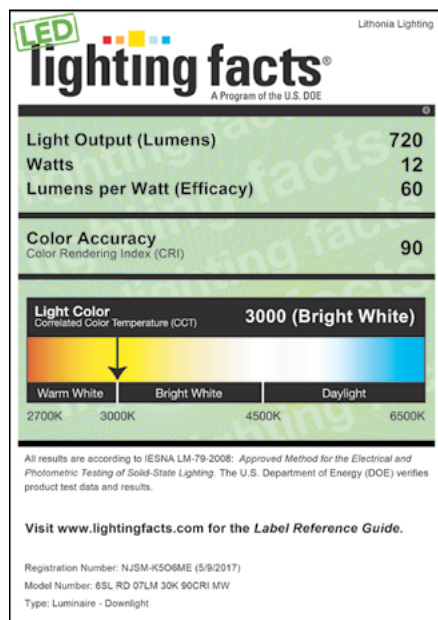 Lithonia Lighting
LED
lighting facts®
A Program of the U.S. DOE
Light Output (Lumens) 720
Watts 12
Lumens per Watt (Efficacy) 60
Color Accuracy
Color Rendering Index (CRI) 90
Light Color
Correlated Color Temperature (CCT) 3000 (Bright White)
Warm White Bright White Daylight
2700K 3000K 4500K 6500K
All results are according to IESNA LM-79-2008: Approved Method for the Electrical and
Photometric Testing of Solid-State Lighting. The U.S. Department of Energy (DOE) verifies
product test data and results.
Visit www.lightingfacts.com for the Label Reference Guide.
Registration Number: NJSM-K5O6ME (5/9/2017)
Model Number: 6SL RD 07LM 30K 90CRI MW
Type: Luminaire - Downlight